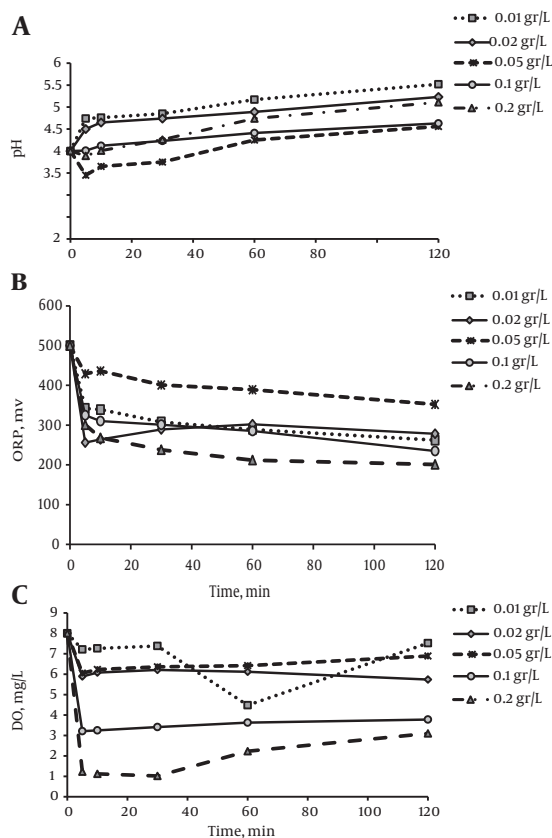 A
0.01 gr/L
0.02 gr/L
0.05 gr/L
0.1 gr/L
0.2 gr/L
pH
6
5.5
5
4.5
4
3.5
2
0 20 40 60 80 120
B
0.01 gr/L
0.02 gr/L
0.05 gr/L
0.1 gr/L
0.2 gr/L
ORP, mv
600
500
400
300
200
100
0
0 20 40 60 80 100 120
Time, min
C
0.01 gr/L
0.02 gr/L
0.05 gr/L
0.1 gr/L
0.2 gr/L
DO, mg/L
9
8
7
6
5
4
3
2
1
0
0 20 40 60 80 100 120
Time, min